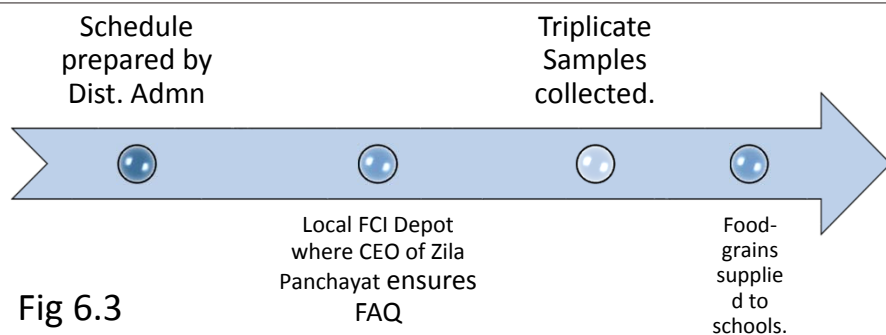 Schedule
prepared by
Dist. Admn
Triplicate
Samples
collected.
Local FCI Depot
where CEO of Zila
Panchayat ensures
FAQ
Food-
grains
supplie
d to
schools.
Fig 6.3